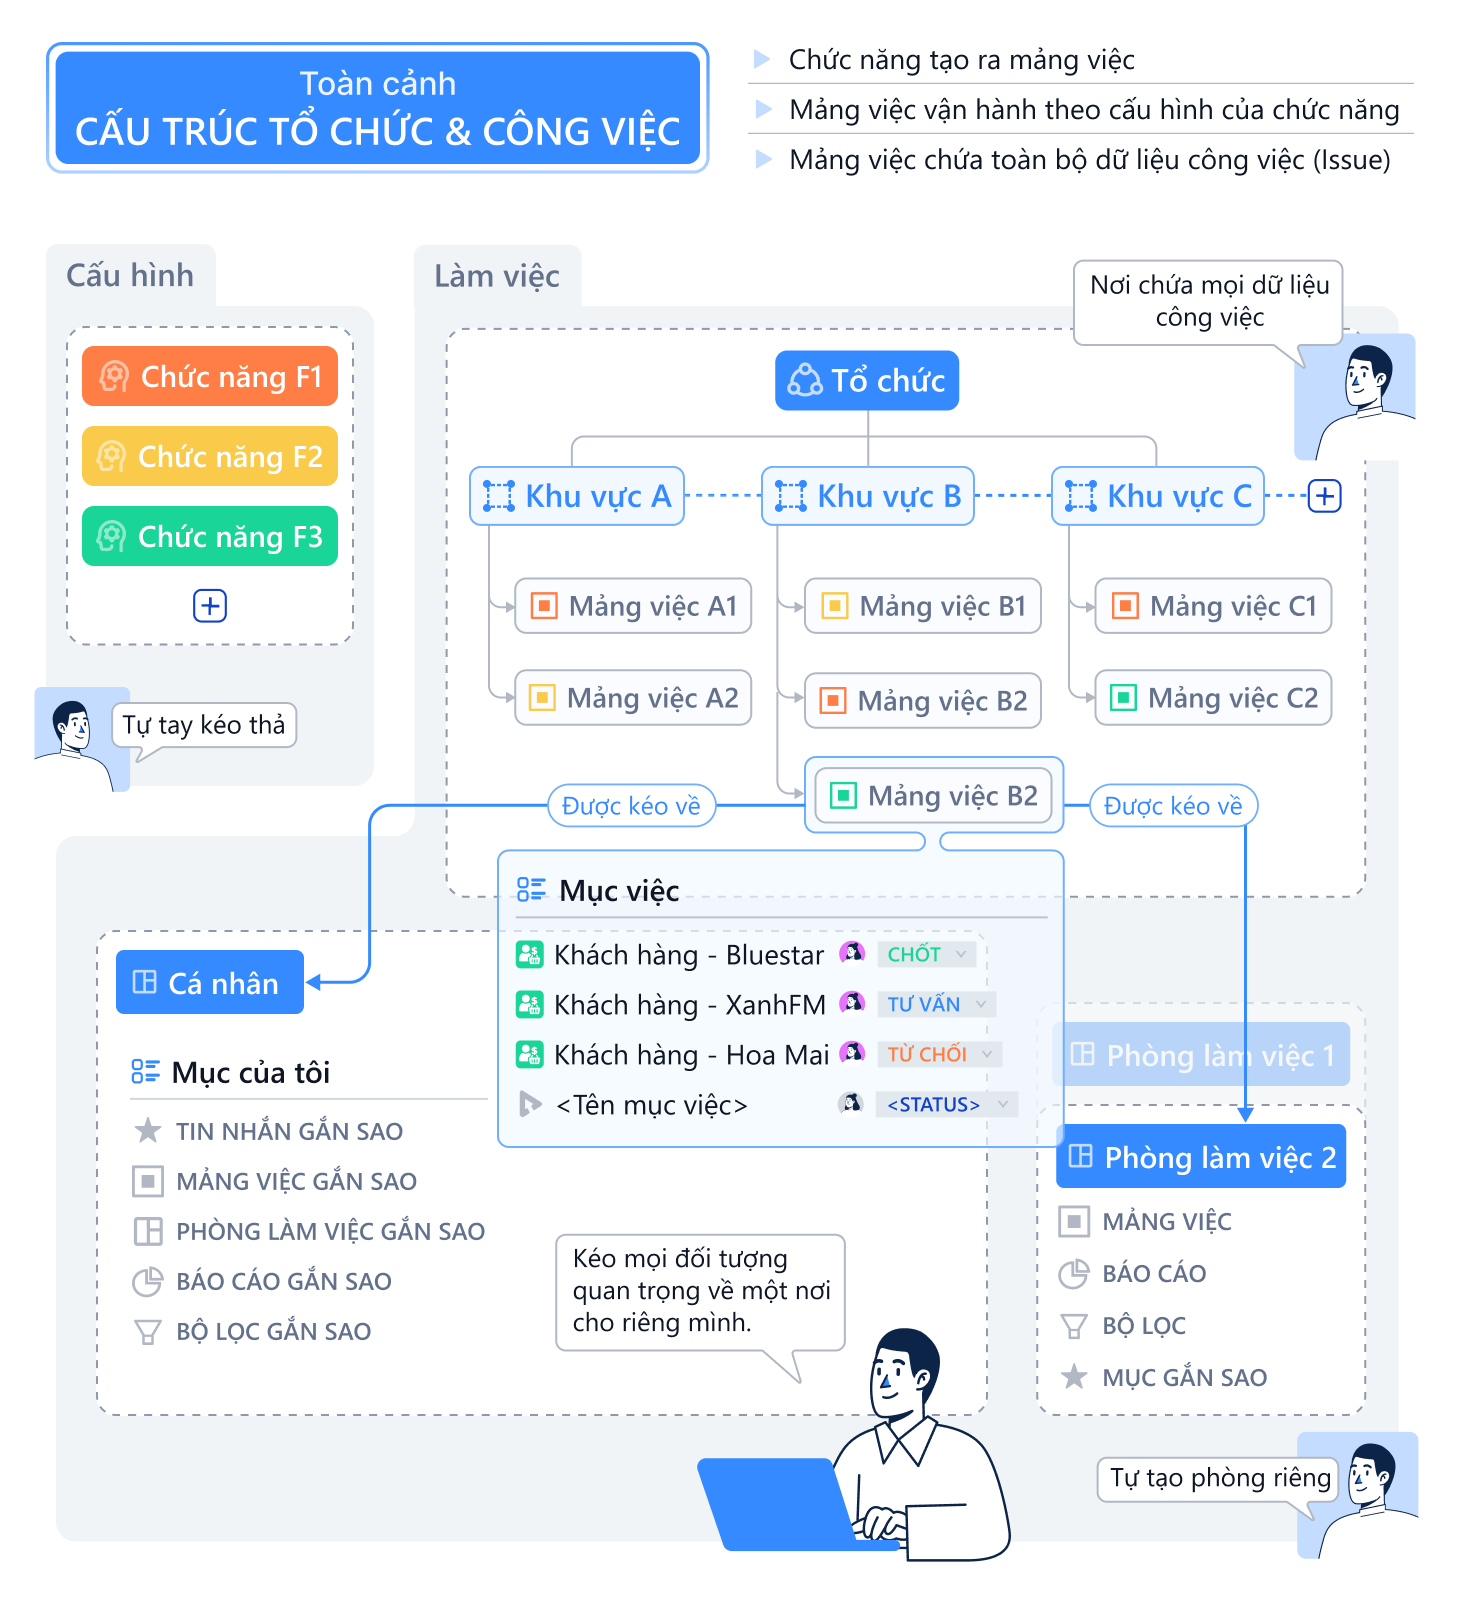 Toàn cảnh
CẤU TRÚC TỔ CHỨC & CÔNG VIỆC
Chức năng tạo ra mảng việc
Mảng việc vận hành theo cấu hình của chức năng
Mảng việc chứa toàn bộ dữ liệu công việc (Issue)
Cấu hình
Chức năng F1
Chức năng F2
Chức năng F3
Tự tay kéo thả
Làm việc
Nơi chứa mọi dữ liệu
công việc
Tổ chức
Khu vực A
Khu vực B
Khu vực C
Mảng việc A1
Mảng việc B1
Mảng việc C1
Mảng việc A2
Mảng việc B2
Mảng việc C2
Được kéo về
Mảng việc B2
Được kéo về
Mục việc
Khách hàng - Bluestar CHỐT
Khách hàng - XanhFM TƯ VẤN
Khách hàng - Hoa Mai TỪ CHỐI
<Tên mục việc> <STATUS>
Cá nhân
Mục của tôi
TIN NHẮN GẮN SAO
MẢNG VIỆC GẮN SAO
PHÒNG LÀM VIỆC GẮN SAO
BÁO CÁO GẮN SAO
BỘ LỌC GẮN SAO
Kéo mọi đối tượng
quan trọng về một nơi
cho riêng mình.
Phòng làm việc 1
Phòng làm việc 2
MẢNG VIỆC
BÁO CÁO
BỘ LỌC
MỤC GẮN SAO
Tự tạo phòng riêng